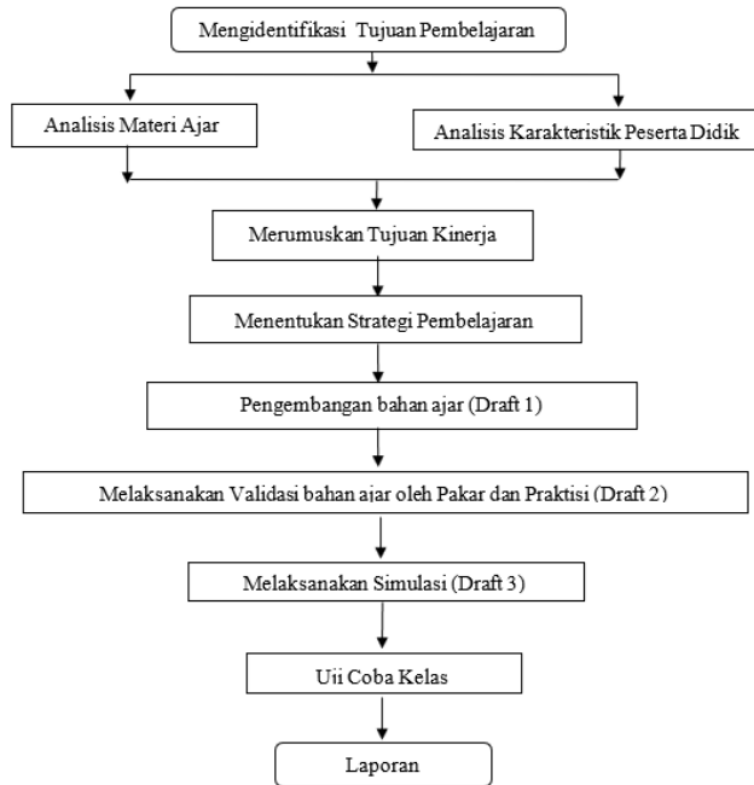 Mengidentifikasi Tujuan Pembelajaran
Analisis Materi Ajar
Analisis Karakteristik Peserta Didik
Merumuskan Tujuan Kinerja
Menentukan Strategi Pembelajaran
Pengembangan bahan ajar (Draft 1)
Melaksanakan Validasi bahan ajar oleh Pakar dan Praktisi (Draft 2)
Melaksanakan Simulasi (Draft 3)
Uji Coba Kelas
Laporan